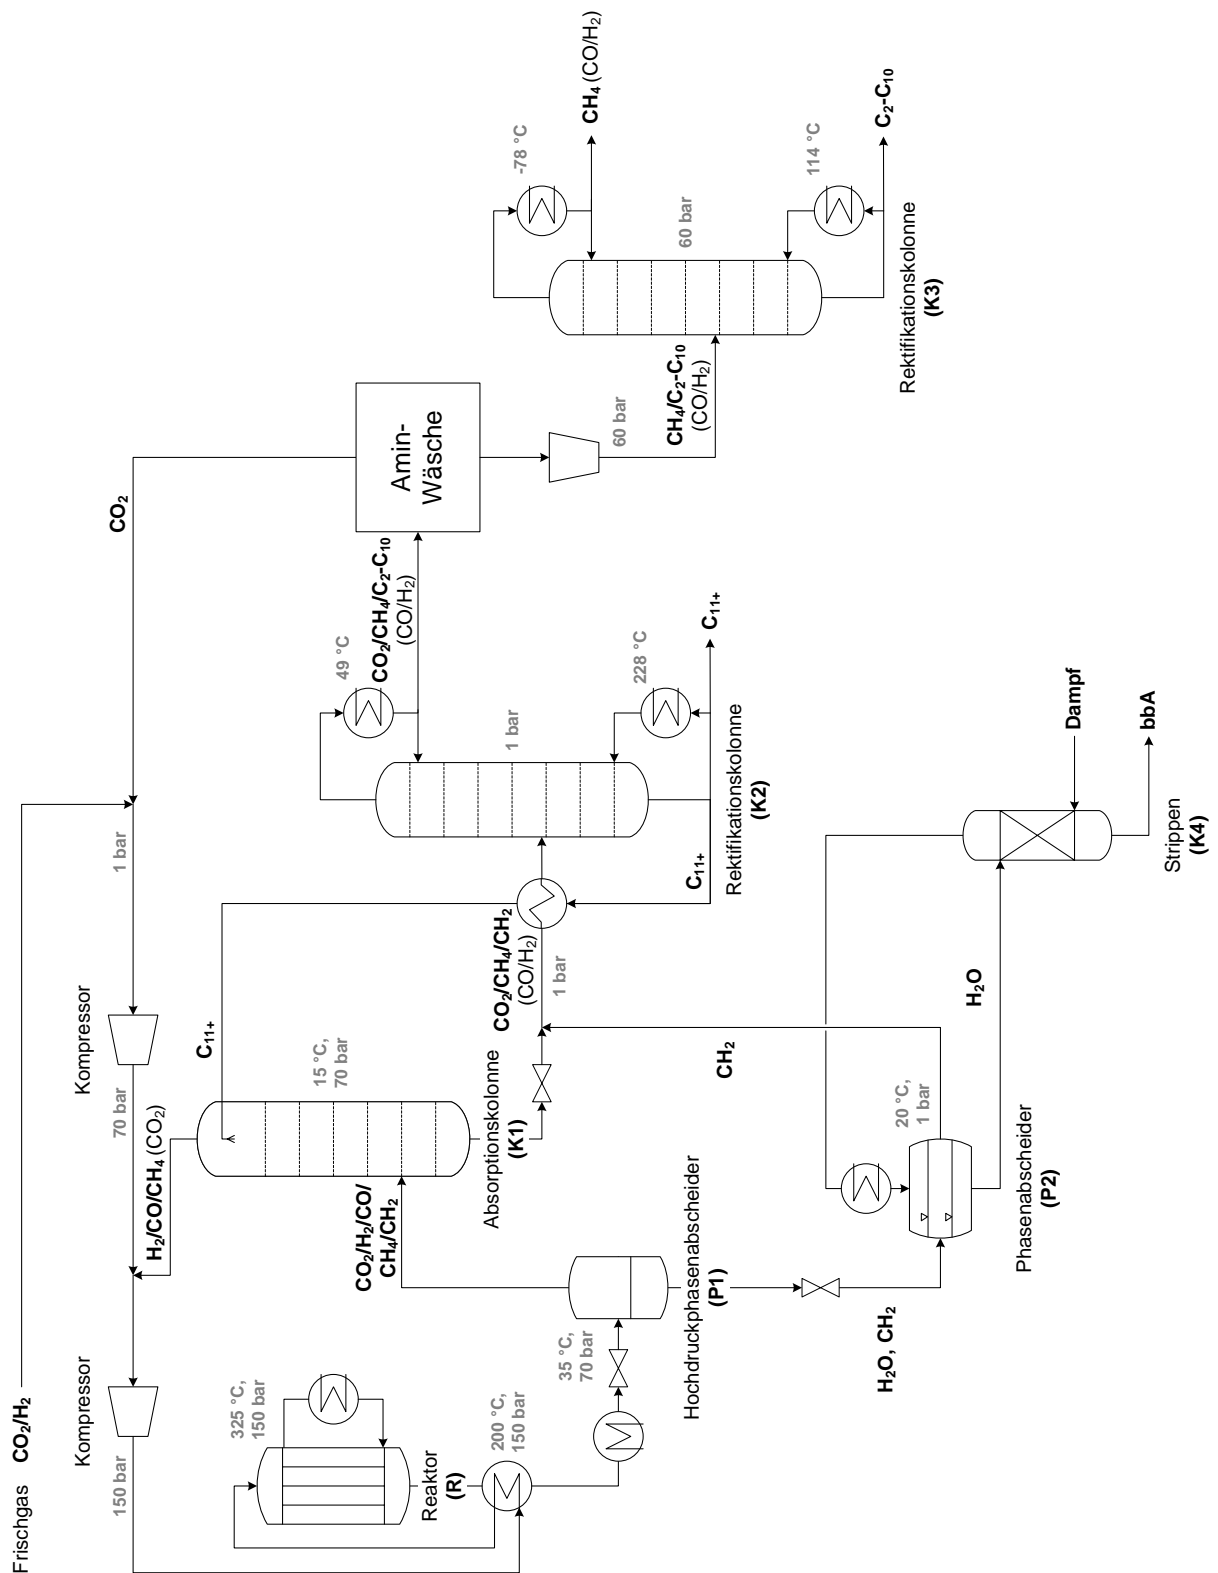 Frischgas CO₂/H₂
Kompressor
150 bar
70 bar
Kompressor
1 bar
CO₂
H₂/CO/CH₄ (CO₂)
325 °C,
150 bar
Reaktor
(R)
200 °C,
150 bar
35 °C,
70 bar
Hochdruckphasenabscheider
(P1)
CO₂/H₂/CO/
CH₄/CH₂
15 °C,
70 bar
Absorptionskolonne
(K1)
C₁₁₊
CO₂/CH₄/CH₂
(CO/H₂)
1 bar
C₁₁₊
1 bar
49 °C
228 °C
Rektifikationskolonne
(K2)
C₁₁₊
CO₂/CH₄/C₂-C₁₀
(CO/H₂)
Amin-
Wäsche
60 bar
CH₄/C₂-C₁₀
(CO/H₂)
60 bar
-78 °C
CH₄ (CO/H₂)
114 °C
C₂-C₁₀
Rektifikationskolonne
(K3)
H₂O, CH₂
20 °C,
1 bar
Phasenabscheider
(P2)
CH₂
H₂O
Dampf
bbA
Strippen
(K4)